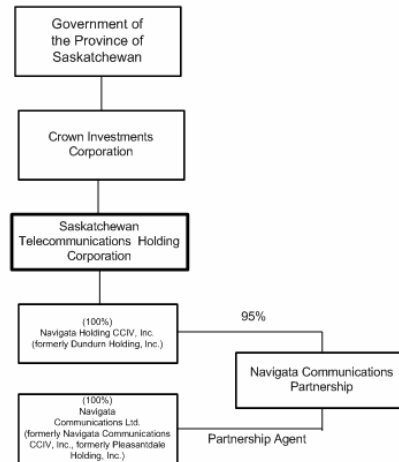 Government of
the Province of
Saskatchewan
Crown Investments
Corporation
Saskatchewan
Telecommunications Holding
Corporation
(100%)
Navigata Holding CCIV, Inc.
(formerly Dundurn Holding, Inc.)
95%
Navigata Communications
Partnership
(100%)
Navigata
Communications Ltd.
(formerly Navigata Communications
CCIV, Inc., formerly Pleasantdale
Holding, Inc.)
Partnership Agent